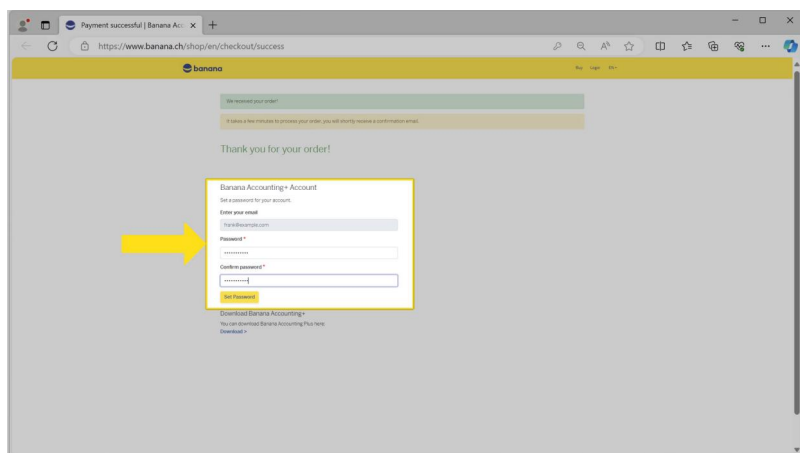 Payment successful | Banana Acc
https://www.banana.ch/shop/en/checkout/success
banana
Buy Login EN
We received your order!
It takes a few minutes to process your order, you will shortly receive a confirmation email.
Thank you for your order!
Banana Accounting+ Account
Set a password for your account.
Enter your email
frank@example.com
Password *
Confirm password *
Set Password
Download Banana Accounting+
You can download Banana Accounting Plus here:
Download >